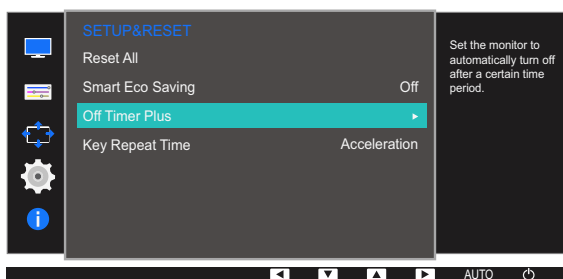 SETUP&RESET
Reset All
Smart Eco Saving Off
Off Timer Plus
Key Repeat Time Acceleration
Set the monitor to
automatically turn off
after a certain time
period.
AUTO